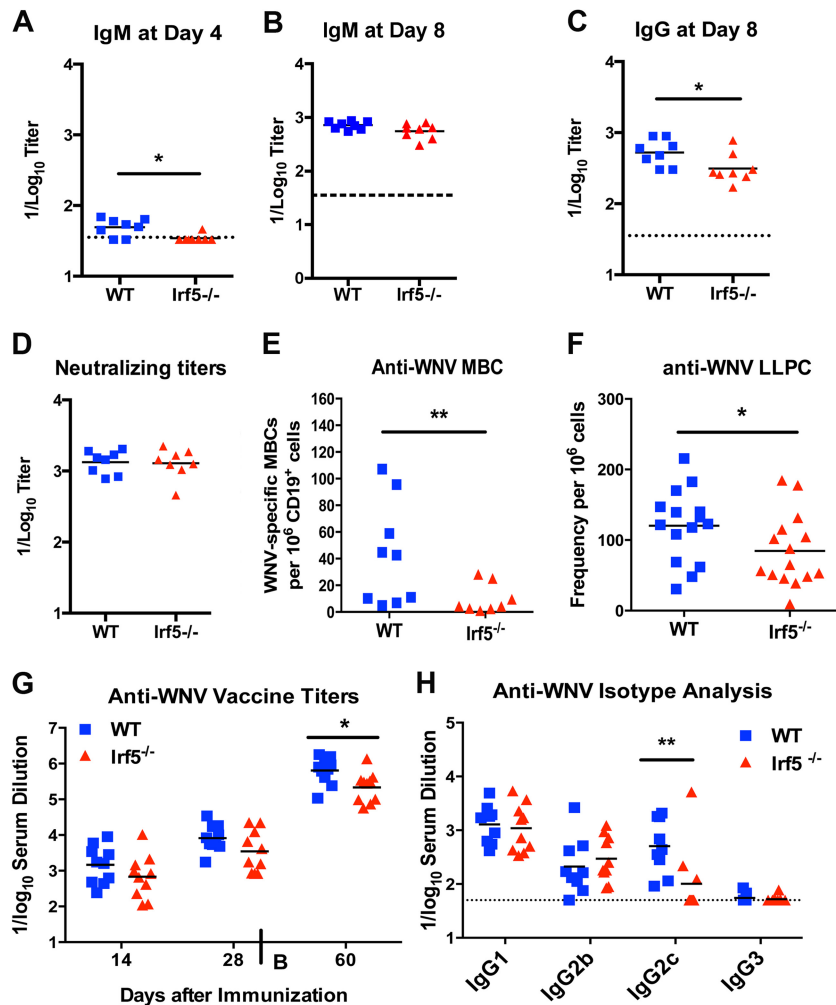 A
IgM at Day 4
1/Log10 Titer
4
3
2
1
*
WT
Irf5-/-
B
IgM at Day 8
1/Log10 Titer
4
3
2
1
0
WT
Irf5-/-
C
IgG at Day 8
1/Log10 Titer
4
3
2
1
*
WT
Irf5-/-
D
Neutralizing titers
1/Log10 Titer
4
3
2
1
WT
Irf5-/-
E
Anti-WNV MBC
WNV-specific MBCs
per 10^6 CD19+ cells
160
140
120
100
80
60
40
20
0
**
WT
Irf5-/-
F
anti-WNV LLPC
Frequency per 10^6 cells
300
200
100
0
*
WT
Irf5-/-
G
Anti-WNV Vaccine Titers
1/log10 Serum Dilution
7
6
5
4
3
2
1
WT
Irf5-/-
*
14
28
B
60
Days after Immunization
H
Anti-WNV Isotype Analysis
1/log10 Serum Dilution
5
4
3
2
1
WT
Irf5 -/-
**
IgG1
IgG2b
IgG2c
IgG3